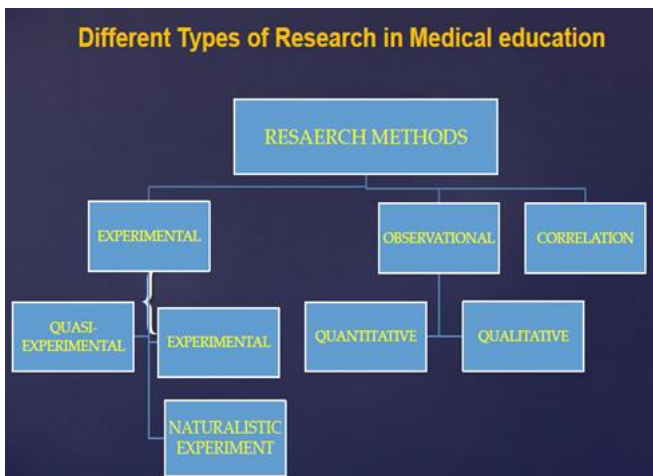 Different Types of Research in Medical education
RESAERCH METHODS
EXPERIMENTAL
OBSERVATIONAL
CORRELATION
QUASI-
EXPERIMENTAL
EXPERIMENTAL
QUANTITATIVE
QUALITATIVE
NATURALISTIC
EXPERIMENT